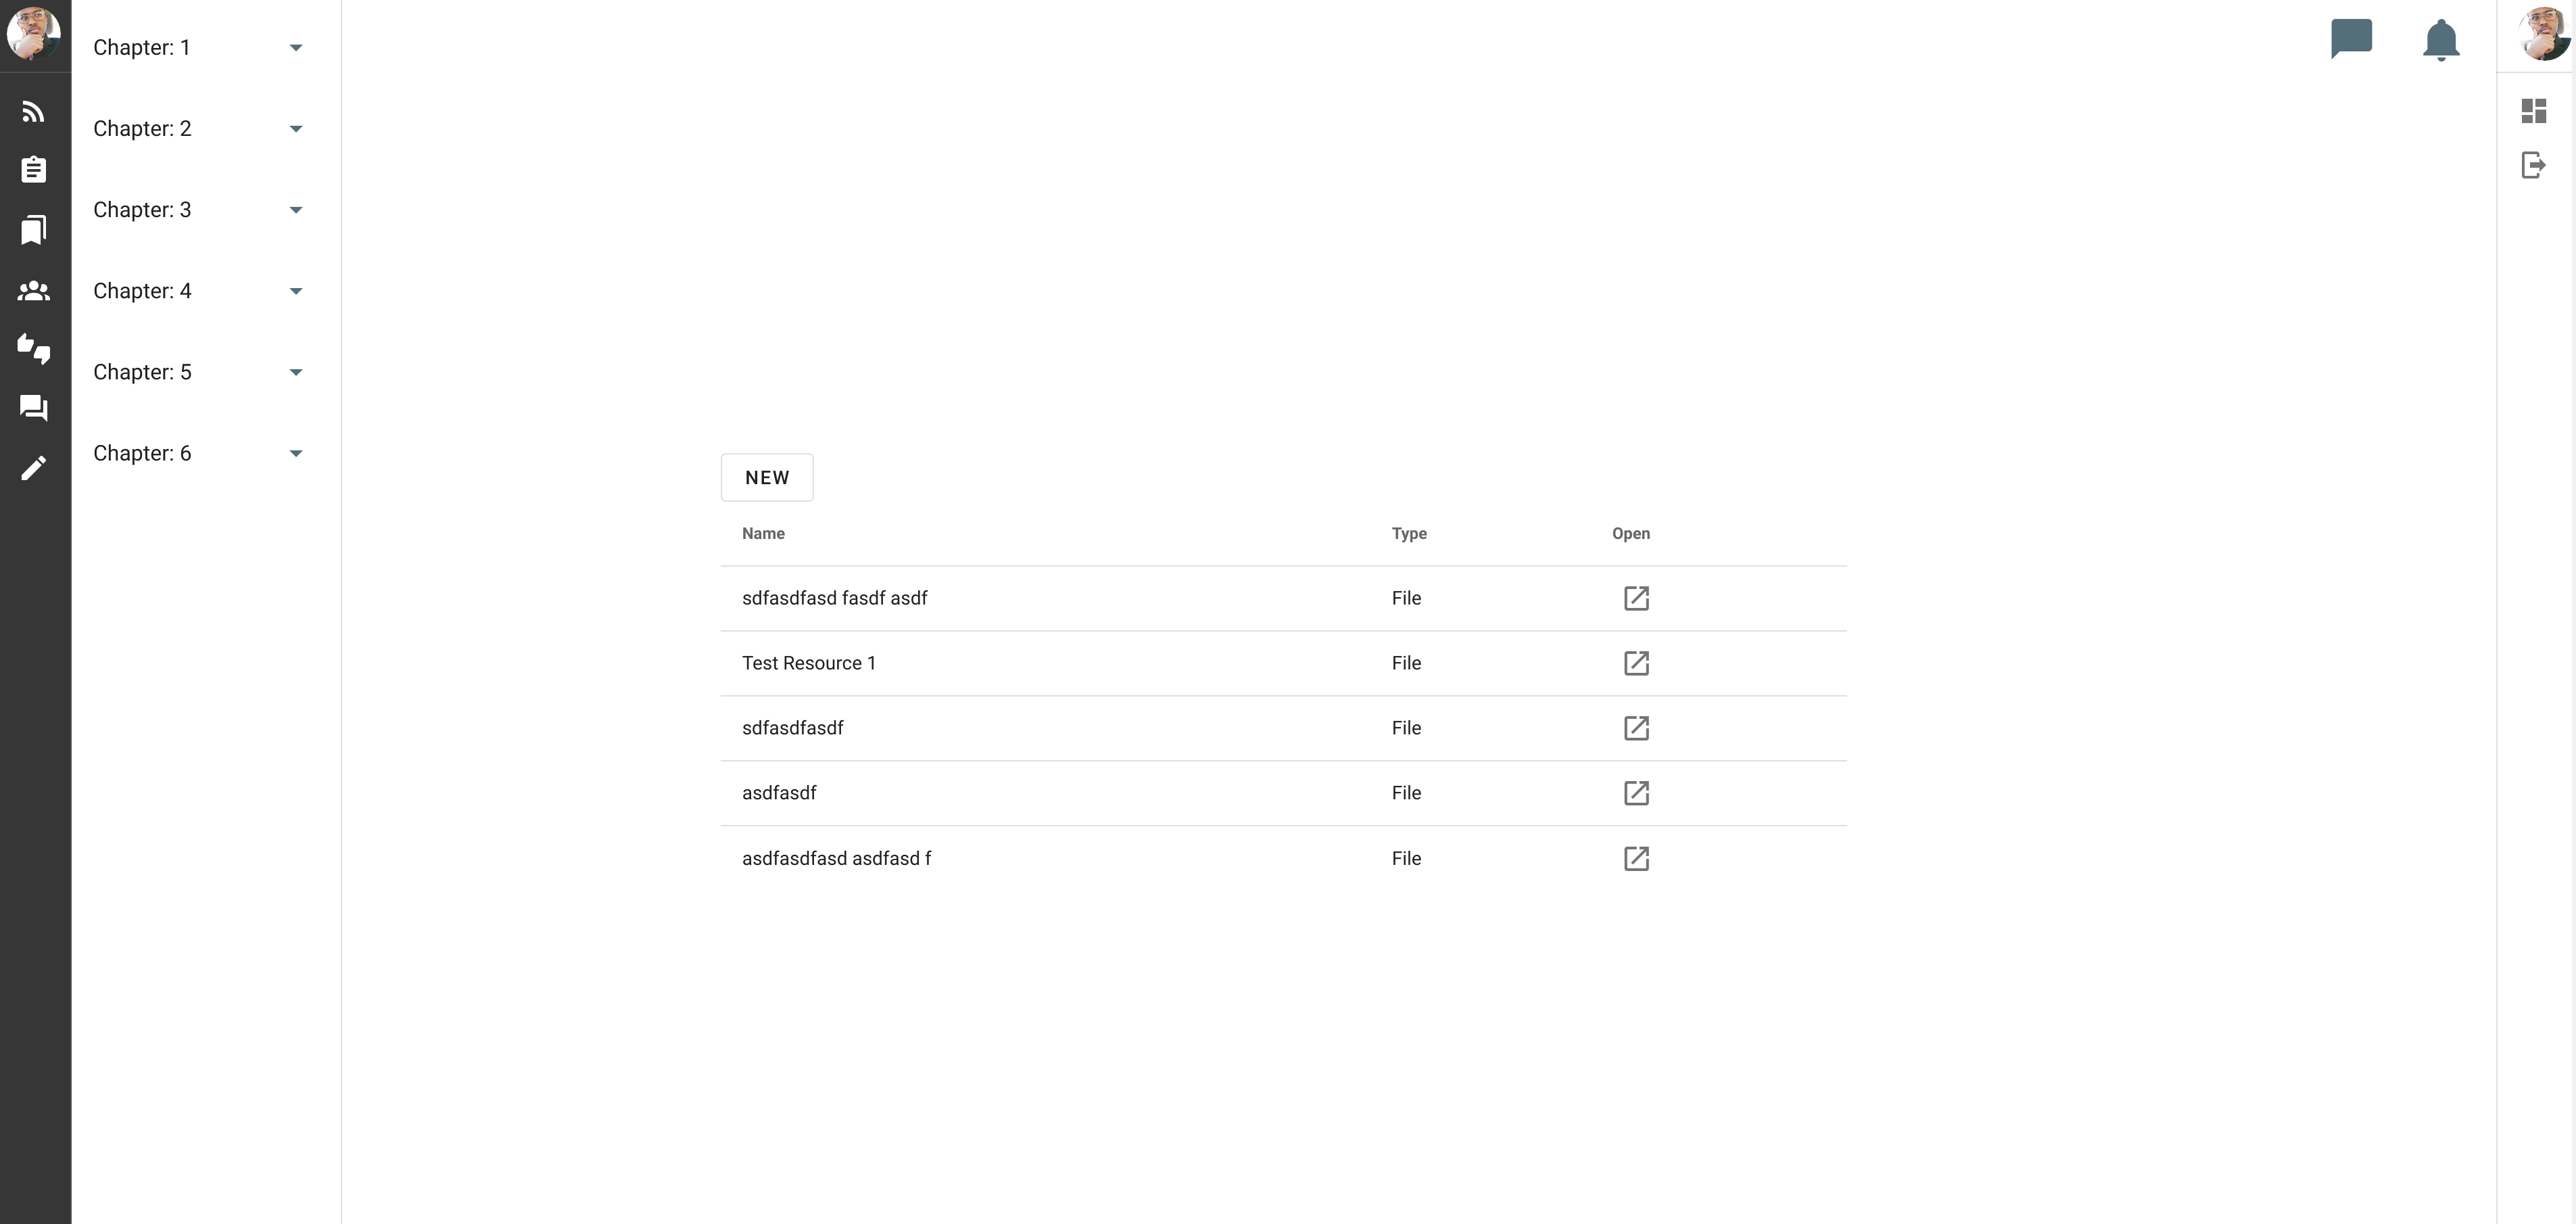 Chapter: 1
Chapter: 2
Chapter: 3
Chapter: 4
Chapter: 5
Chapter: 6
NEW
Name Type Open
sdfasdfasd fasdf asdf File
Test Resource 1 File
sdfasdfasdf File
asdfasdf File
asdfasdfasd asdfasd f File